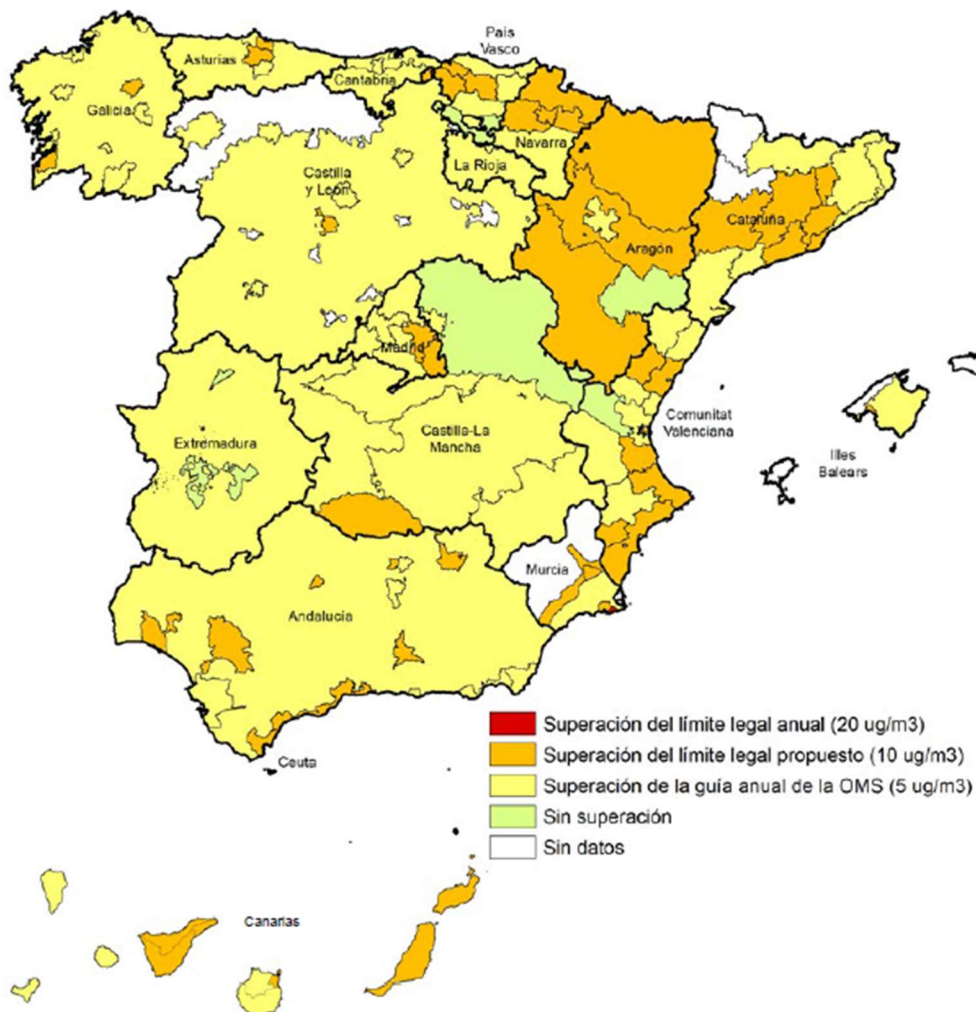 País
Vasco
Asturias
Cantabria
Galicia
Navarra
La Rioja
Castilla
y León
Cataluña
Aragón
Madrid
Comunitat
Valenciana
Extremadura
Castilla-La
Mancha
Illes
Balears
Murcia
Andalucía
Ceuta
Superación del límite legal anual (20 ug/m3)
Superación del límite legal propuesto (10 ug/m3)
Superación de la guía anual de la OMS (5 ug/m3)
Sin superación
Sin datos
Canarias